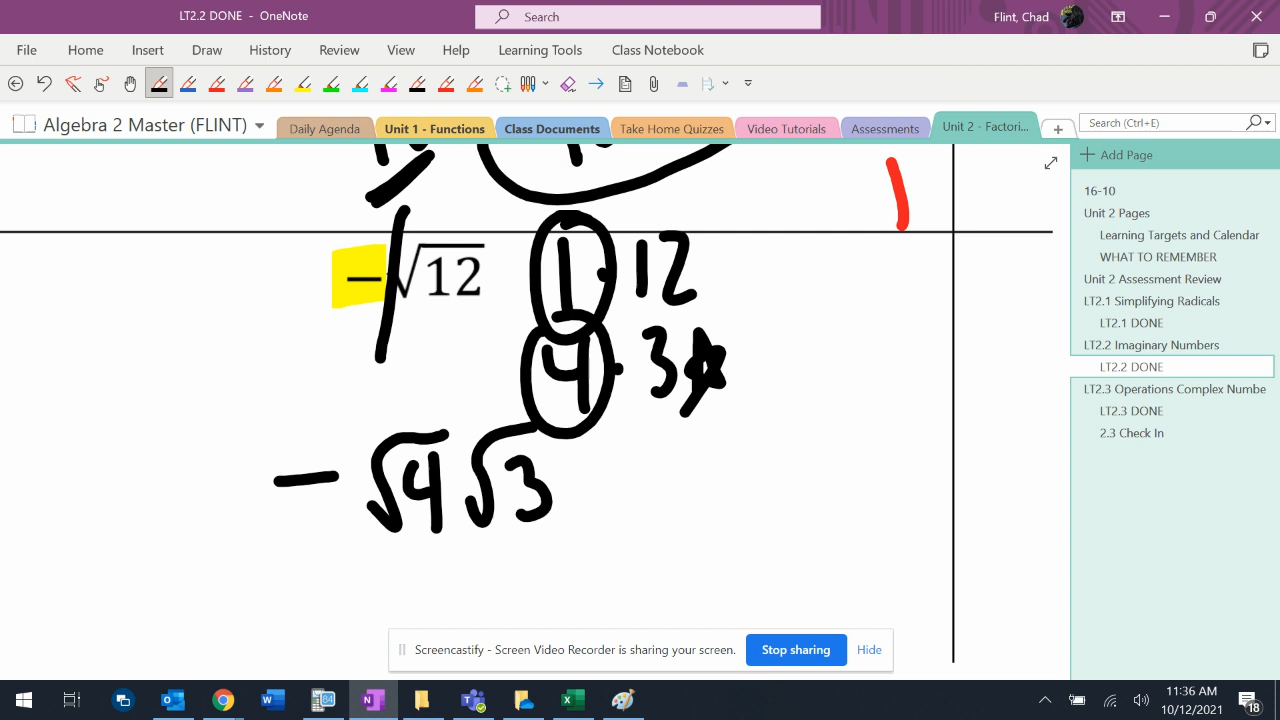 LT2.2 DONE - OneNote
Search
Flint, Chad
File Home Insert Draw History Review View Help Learning Tools Class Notebook
Algebra 2 Master (FLINT)
Daily Agenda
Unit 1 - Functions
Class Documents
Take Home Quizzes
Video Tutorials
Assessments
Unit 2 - Factori...
+
Search (Ctrl+E)
Add Page
16-10
Unit 2 Pages
Learning Targets and Calendar
WHAT TO REMEMBER
Unit 2 Assessment Review
LT2.1 Simplifying Radicals
LT2.1 DONE
LT2.2 Imaginary Numbers
LT2.2 DONE
LT2.3 Operations Complex Numbe
LT2.3 DONE
2.3 Check In
−√12 1 · 12
4 · 3
− √4 √3
Screencastify - Screen Video Recorder is sharing your screen.
Stop sharing
Hide
84
11:36 AM
10/12/2021
18